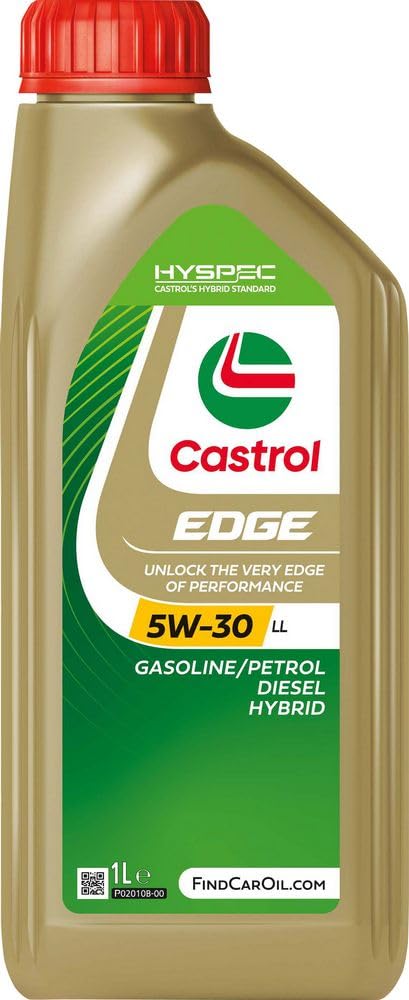 HYSPEC
CASTROL'S HYBRID STANDARD
Castrol
EDGE
UNLOCK THE VERY EDGE
OF PERFORMANCE
5W-30 LL
GASOLINE/PETROL
DIESEL
HYBRID
1L e
P02010B-00
FINDCAROIL.COM